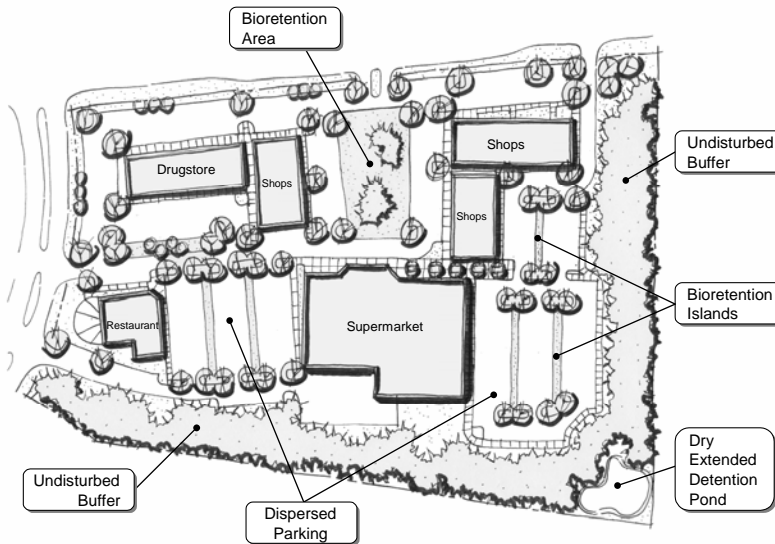 Bioretention
Area
Drugstore
Shops
Shops
Shops
Undisturbed
Buffer
Restaurant
Supermarket
Bioretention
Islands
Undisturbed
Buffer
Dispersed
Parking
Dry
Extended
Detention
Pond